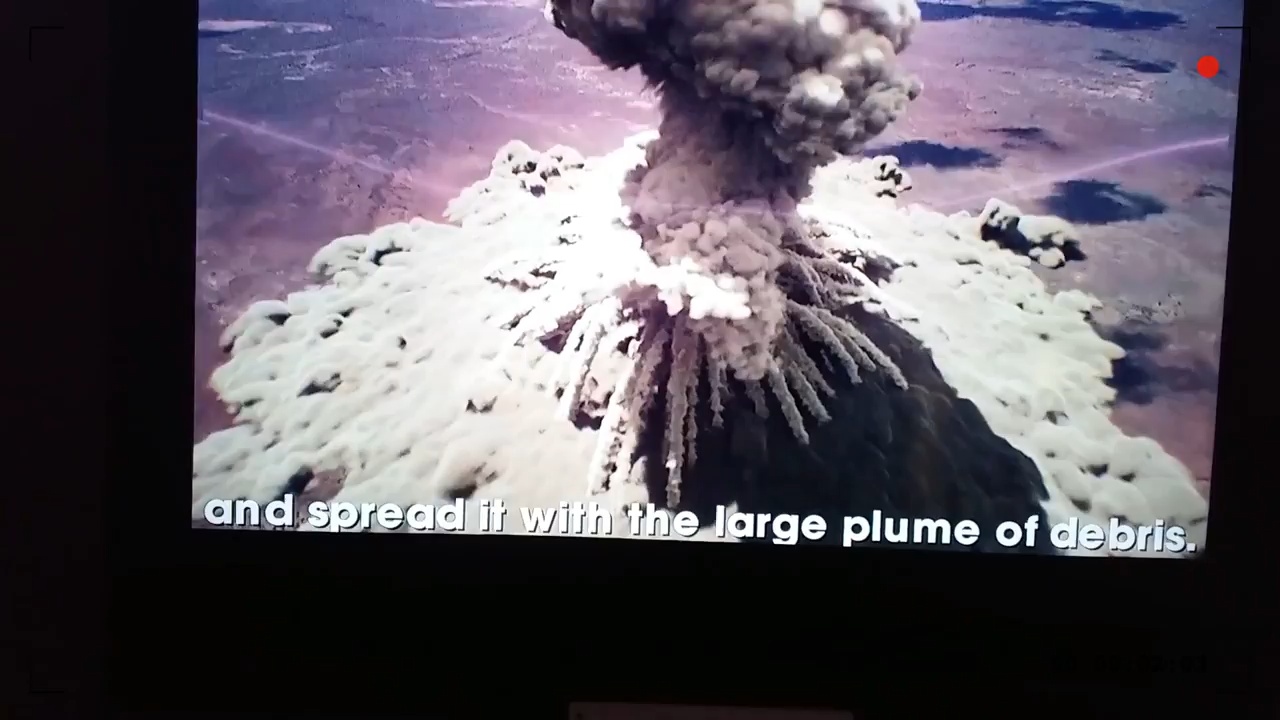 and spread it with the large plume of debris.